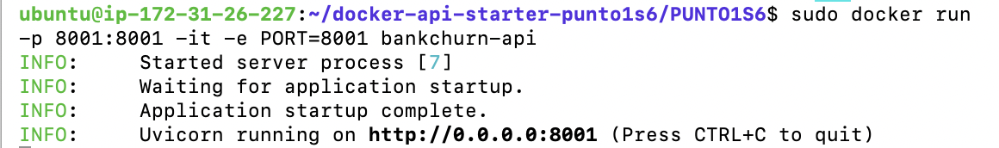 ubuntu@ip-172-31-26-227:~/docker-api-starter-punto1s6/PUNTO1S6$ sudo docker run
-p 8001:8001 -it -e PORT=8001 bankchurn-api
INFO:     Started server process [7]
INFO:     Waiting for application startup.
INFO:     Application startup complete.
INFO:     Uvicorn running on http://0.0.0.0:8001 (Press CTRL+C to quit)